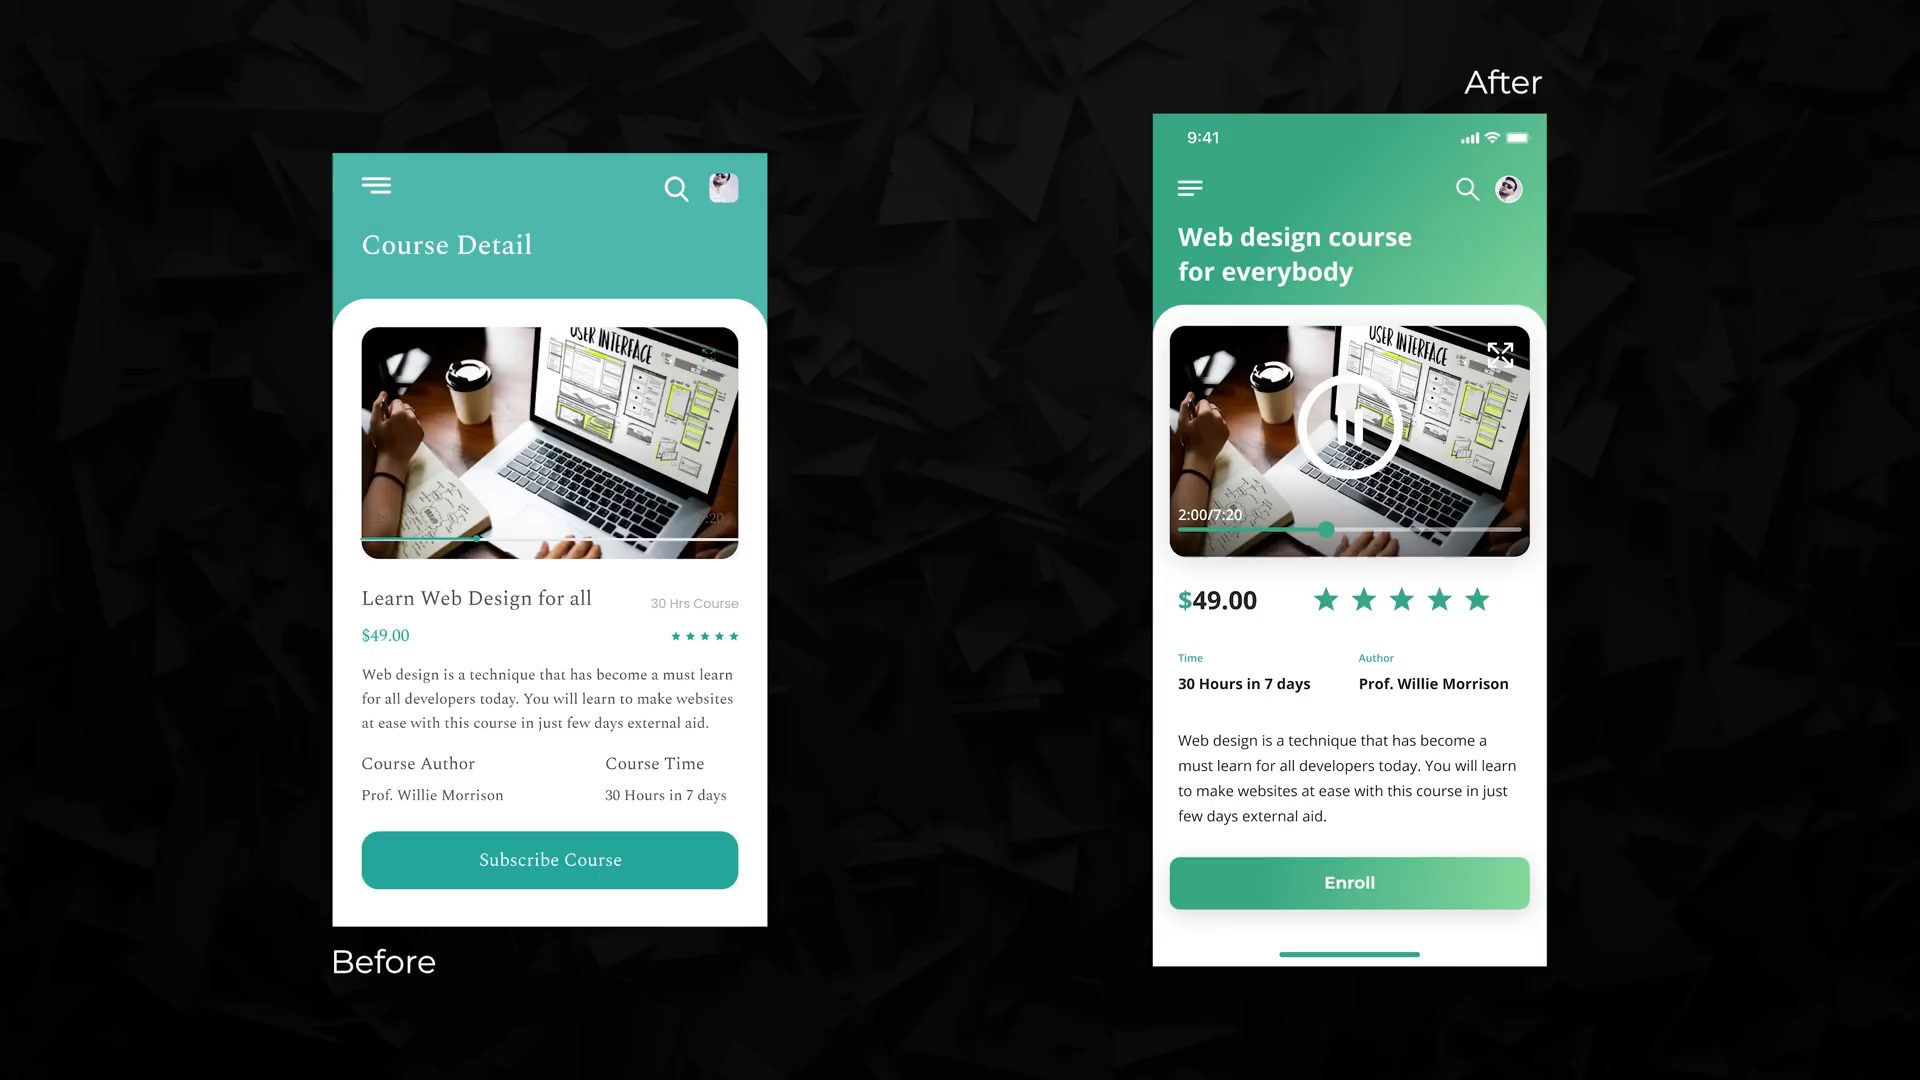 After
9:41
Web design course
for everybody
USER INTERFACE
2:00/7:20
$49.00
Time
Author
30 Hours in 7 days
Prof. Willie Morrison
Web design is a technique that has become a
must learn for all developers today. You will learn
to make websites at ease with this course in just
few days external aid.
Enroll
Course Detail
USER INTERFACE
:20
Learn Web Design for all
30 Hrs Course
$49.00
Web design is a technique that has become a must learn
for all developers today. You will learn to make websites
at ease with this course in just few days external aid.
Course Author
Course Time
Prof. Willie Morrison
30 Hours in 7 days
Subscribe Course
Before